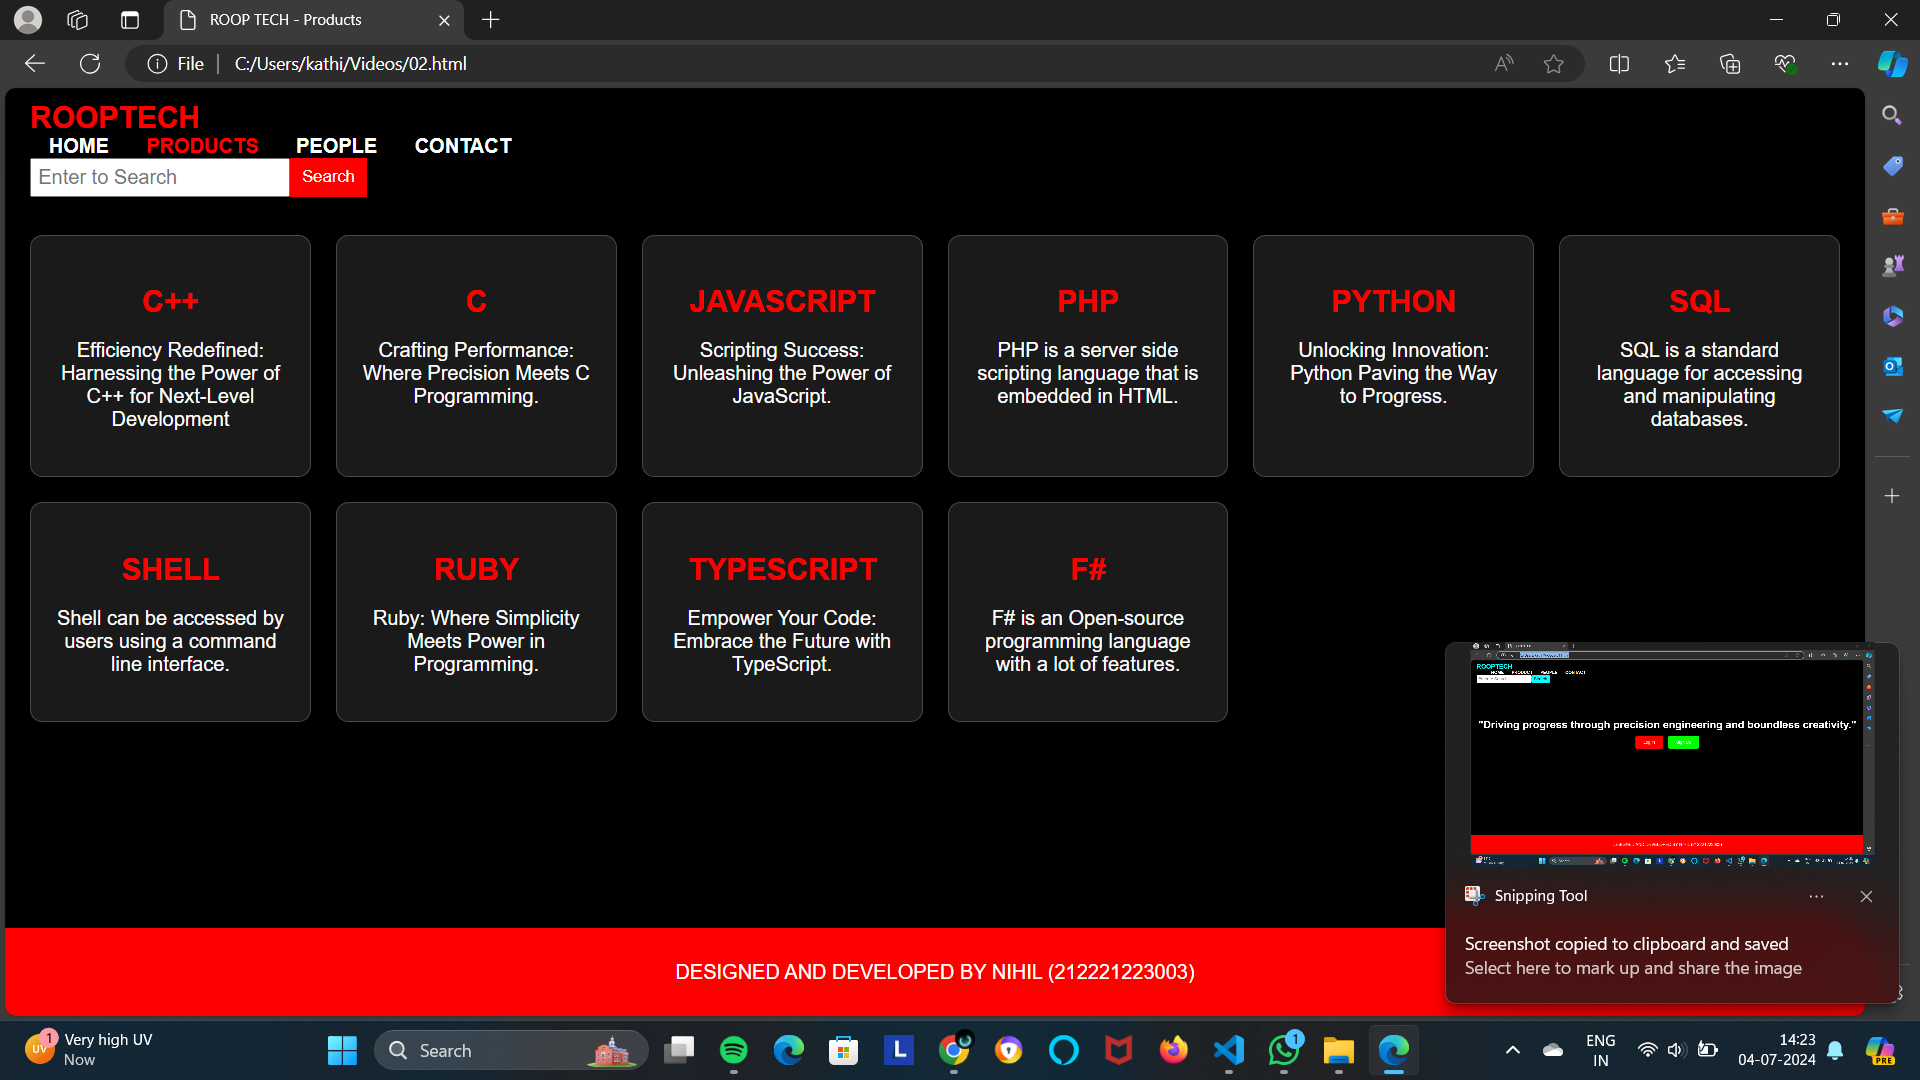 ROOP TECH - Products
File
C:/Users/kathi/Videos/02.html
ROOPTECH
HOME PRODUCTS PEOPLE CONTACT
Enter to Search Search
C++
Efficiency Redefined:
Harnessing the Power of
C++ for Next-Level
Development
C
Crafting Performance:
Where Precision Meets C
Programming.
JAVASCRIPT
Scripting Success:
Unleashing the Power of
JavaScript.
PHP
PHP is a server side
scripting language that is
embedded in HTML.
PYTHON
Unlocking Innovation:
Python Paving the Way
to Progress.
SQL
SQL is a standard
language for accessing
and manipulating
databases.
SHELL
Shell can be accessed by
users using a command
line interface.
RUBY
Ruby: Where Simplicity
Meets Power in
Programming.
TYPESCRIPT
Empower Your Code:
Embrace the Future with
TypeScript.
F#
F# is an Open-source
programming language
with a lot of features.
ROOPTECH
HOME PRODUCT PEOPLE CONTACT
"Driving progress through precision engineering and boundless creativity."
Snipping Tool
Screenshot copied to clipboard and saved
Select here to mark up and share the image
DESIGNED AND DEVELOPED BY NIHIL (212221223003)
UV
1
Very high UV
Now
Search
L
1
ENG
IN
14:23
04-07-2024
PRE